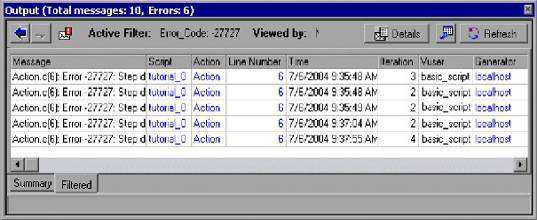 Output (Total messages: 10, Errors: 6)
Active Filter: Error_Code: -27727 Viewed by: Details Refresh
Message Script Action Line Number Time Iteration Vuser Generator
Action.c(6): Error -27727: Step d tutorial_0 Action 6 7/6/2004 9:35:48 AM 3 basic_script localhost
Action.c(6): Error -27727: Step d tutorial_0 Action 6 7/6/2004 9:35:48 AM 2 basic_script localhost
Action.c(6): Error -27727: Step d tutorial_0 Action 6 7/6/2004 9:35:49 AM 2 basic_script localhost
Action.c(6): Error -27727: Step d tutorial_0 Action 6 7/6/2004 9:37:04 AM 2 basic_script localhost
Action.c(6): Error -27727: Step d tutorial_0 Action 6 7/6/2004 9:37:55 AM 4 basic_script localhost
Summary Filtered